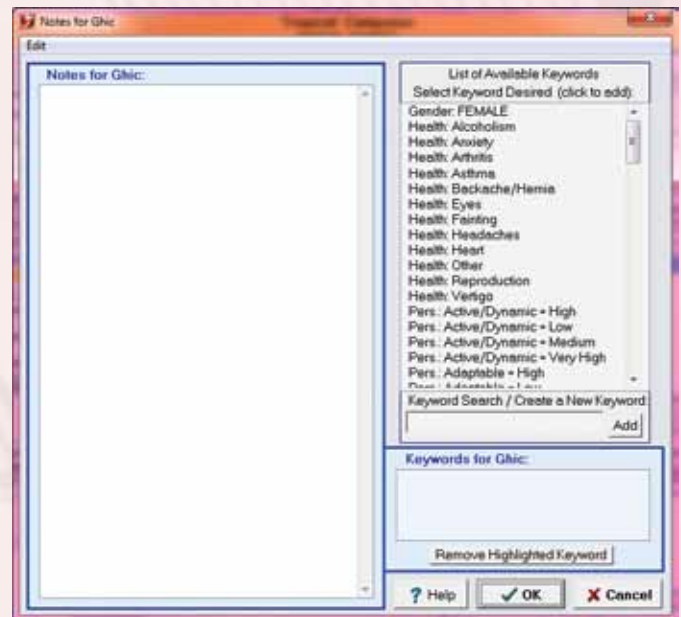 Notes for Ghic
Edit
Notes for Ghic:
List of Available Keywords
Select Keyword Desired (click to add):
Gender: FEMALE
Health: Alcoholism
Health: Anxiety
Health: Arthritis
Health: Asthma
Health: Backache/Hernia
Health: Eyes
Health: Fainting
Health: Headaches
Health: Heart
Health: Other
Health: Reproduction
Health: Vertigo
Pers.: Active/Dynamic = High
Pers.: Active/Dynamic = Low
Pers.: Active/Dynamic = Medium
Pers.: Active/Dynamic = Very High
Pers.: Adaptable = High
Pers.: Adaptable = Low
Keyword Search / Create a New Keyword:
Add
Keywords for Ghic:
Remove Highlighted Keyword
? Help
OK
Cancel